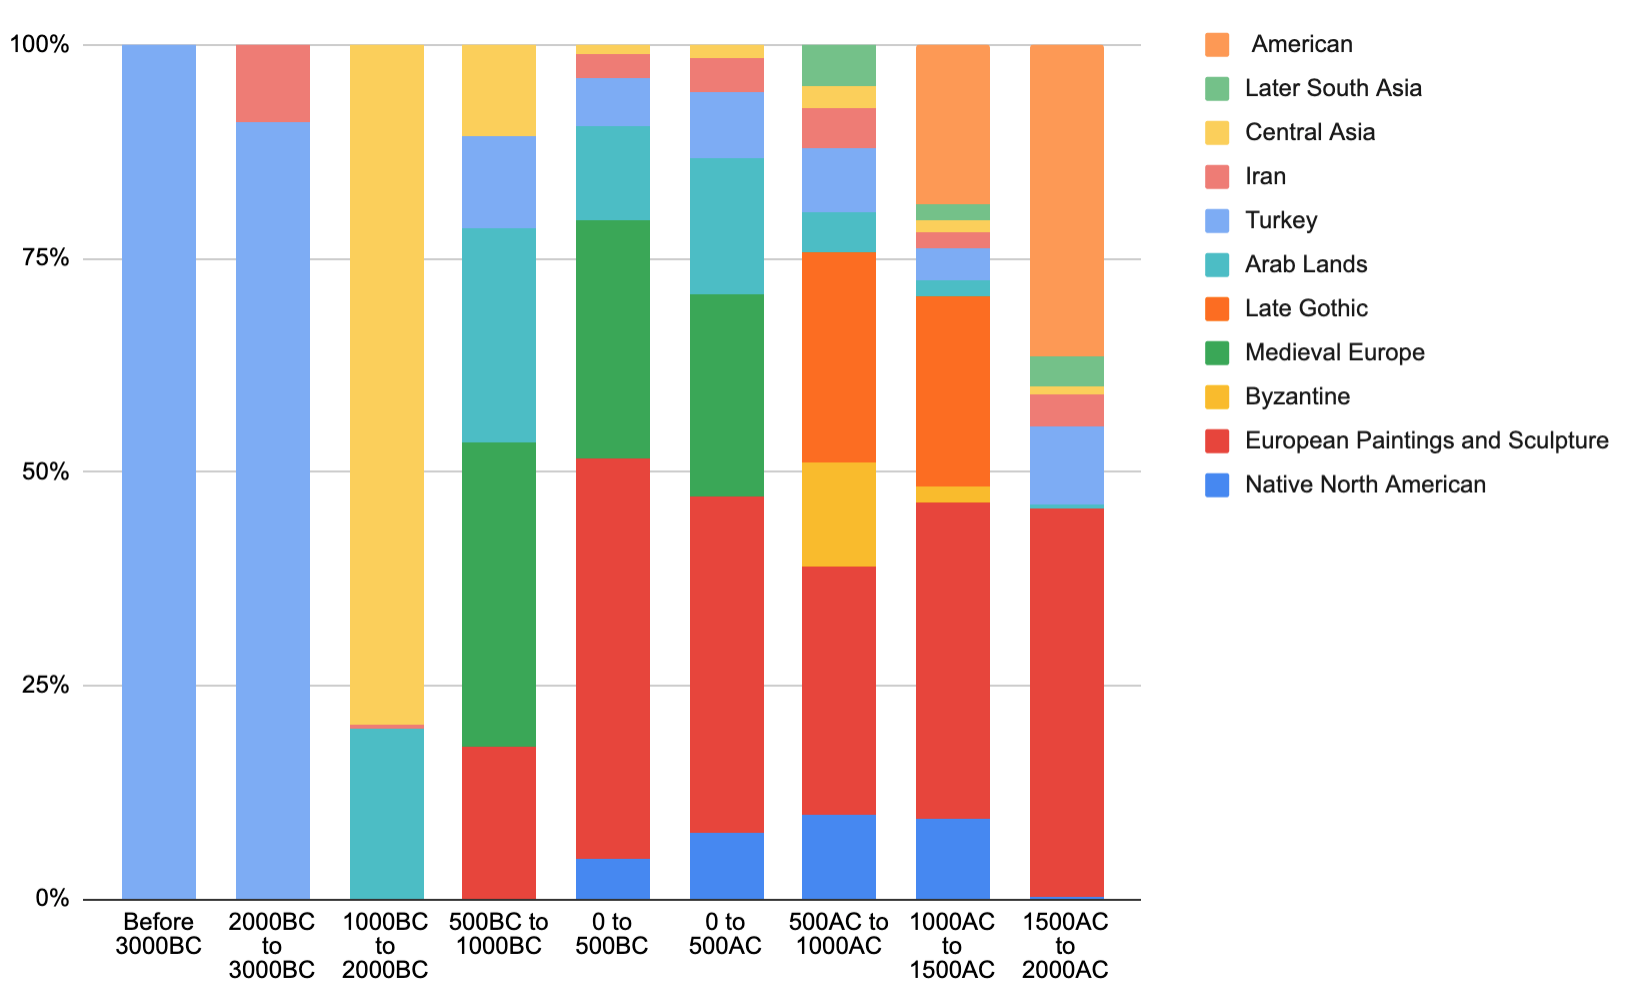 100%
75%
50%
25%
0%
Before
3000BC
2000BC
to
3000BC
1000BC
to
2000BC
500BC to
1000BC
0 to
500BC
0 to
500AC
500AC to
1000AC
1000AC
to
1500AC
1500AC
to
2000AC
American
Later South Asia
Central Asia
Iran
Turkey
Arab Lands
Late Gothic
Medieval Europe
Byzantine
European Paintings and Sculpture
Native North American